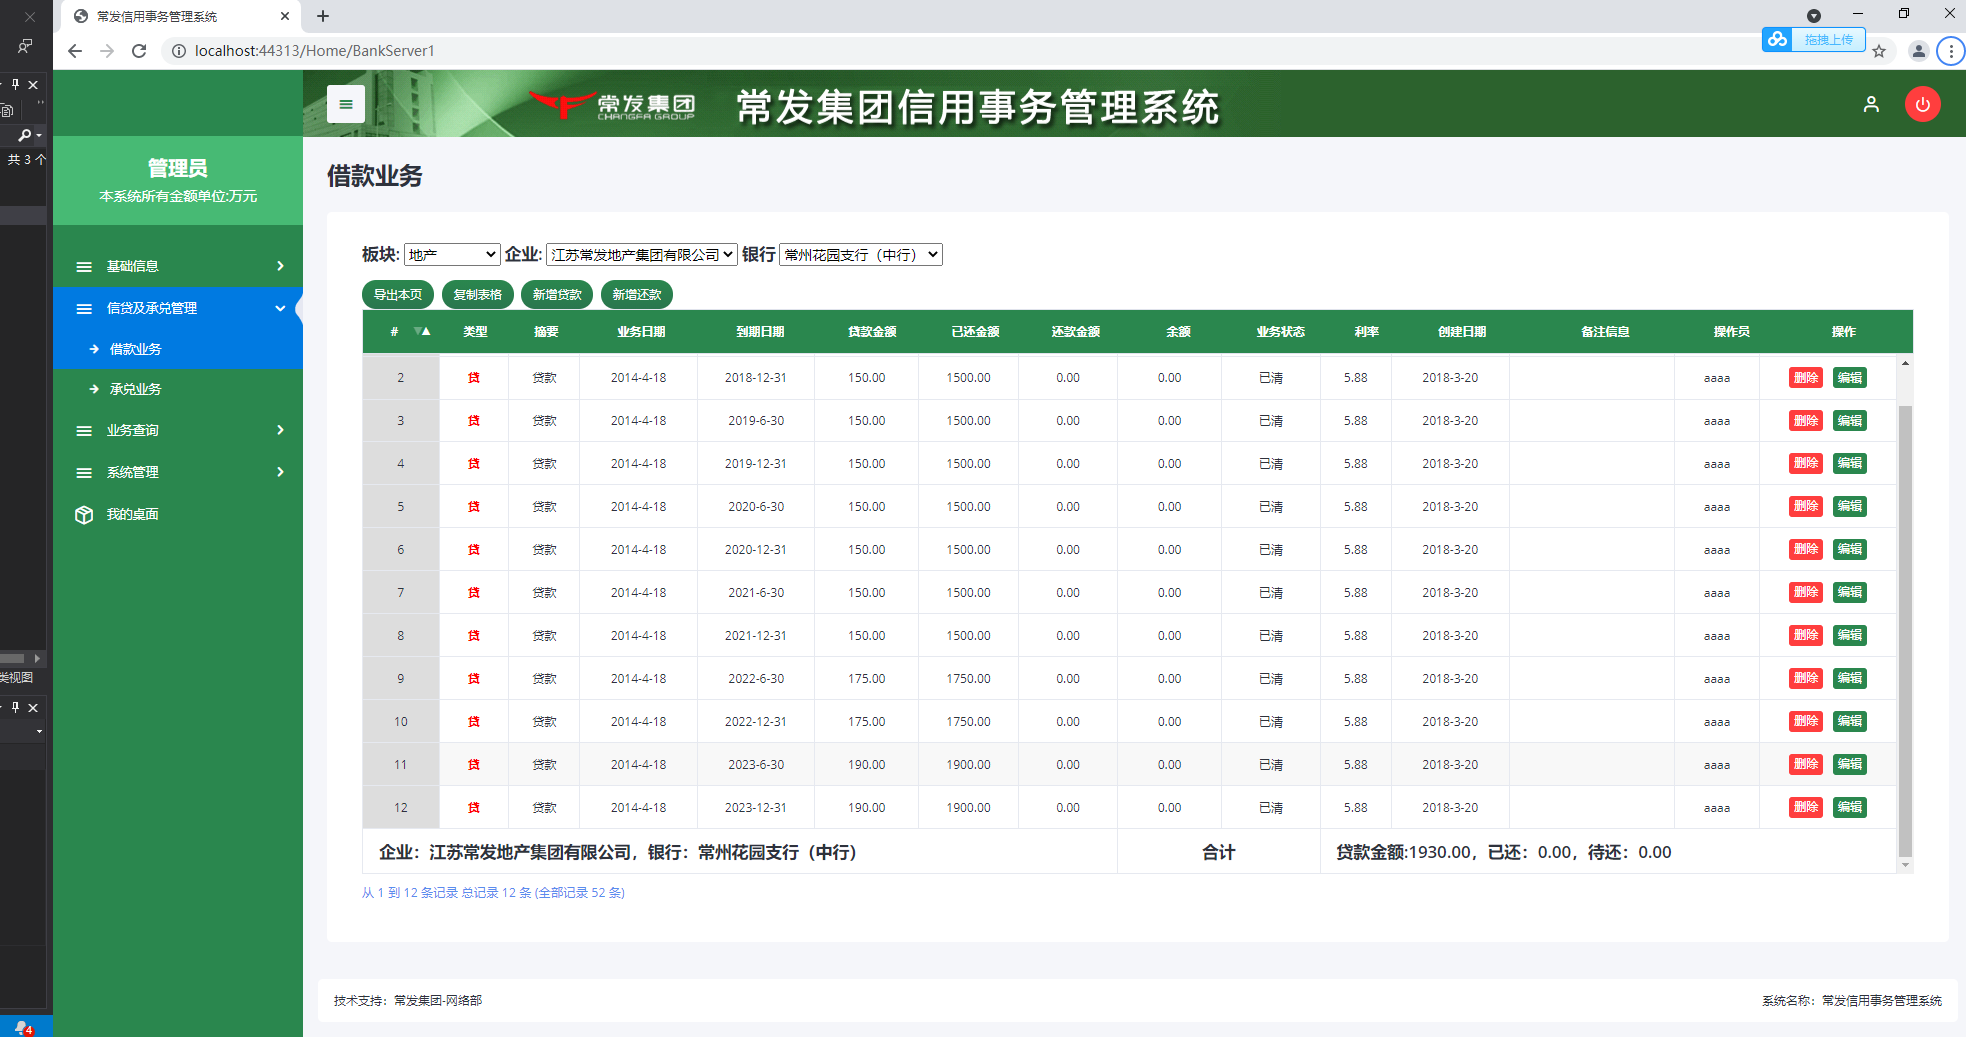 常发信用事务管理系统
localhost:44313/Home/BankServer1
拖拽上传
共 3 个
类视图
4
管理员
本系统所有金额单位:万元
基础信息
信贷及承兑管理
借款业务
承兑业务
业务查询
系统管理
我的桌面
常发集团
CHANGFA GROUP
常发集团信用事务管理系统
借款业务
板块: 地产 企业: 江苏常发地产集团有限公司 银行 常州花园支行（中行）
导出本页 复制表格 新增贷款 新增还款
# 类型 摘要 业务日期 到期日期 贷款金额 已还金额 还款金额 余额 业务状态 利率 创建日期 备注信息 操作员 操作
2 贷 贷款 2014-4-18 2018-12-31 150.00 1500.00 0.00 0.00 已清 5.88 2018-3-20 aaaa 删除 编辑
3 贷 贷款 2014-4-18 2019-6-30 150.00 1500.00 0.00 0.00 已清 5.88 2018-3-20 aaaa 删除 编辑
4 贷 贷款 2014-4-18 2019-12-31 150.00 1500.00 0.00 0.00 已清 5.88 2018-3-20 aaaa 删除 编辑
5 贷 贷款 2014-4-18 2020-6-30 150.00 1500.00 0.00 0.00 已清 5.88 2018-3-20 aaaa 删除 编辑
6 贷 贷款 2014-4-18 2020-12-31 150.00 1500.00 0.00 0.00 已清 5.88 2018-3-20 aaaa 删除 编辑
7 贷 贷款 2014-4-18 2021-6-30 150.00 1500.00 0.00 0.00 已清 5.88 2018-3-20 aaaa 删除 编辑
8 贷 贷款 2014-4-18 2021-12-31 150.00 1500.00 0.00 0.00 已清 5.88 2018-3-20 aaaa 删除 编辑
9 贷 贷款 2014-4-18 2022-6-30 175.00 1750.00 0.00 0.00 已清 5.88 2018-3-20 aaaa 删除 编辑
10 贷 贷款 2014-4-18 2022-12-31 175.00 1750.00 0.00 0.00 已清 5.88 2018-3-20 aaaa 删除 编辑
11 贷 贷款 2014-4-18 2023-6-30 190.00 1900.00 0.00 0.00 已清 5.88 2018-3-20 aaaa 删除 编辑
12 贷 贷款 2014-4-18 2023-12-31 190.00 1900.00 0.00 0.00 已清 5.88 2018-3-20 aaaa 删除 编辑
企业：江苏常发地产集团有限公司，银行：常州花园支行（中行） 合计 贷款金额:1930.00，已还：0.00，待还：0.00
从 1 到 12 条记录 总记录 12 条 (全部记录 52 条)
技术支持：常发集团-网络部 系统名称：常发信用事务管理系统